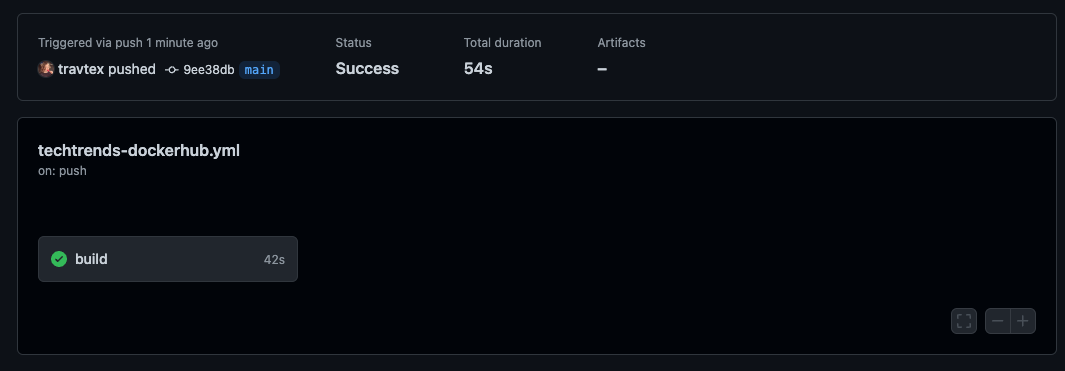 Triggered via push 1 minute ago
travtex pushed 9ee38db main
Status
Success
Total duration
54s
Artifacts
–
techtrends-dockerhub.yml
on: push
build 42s